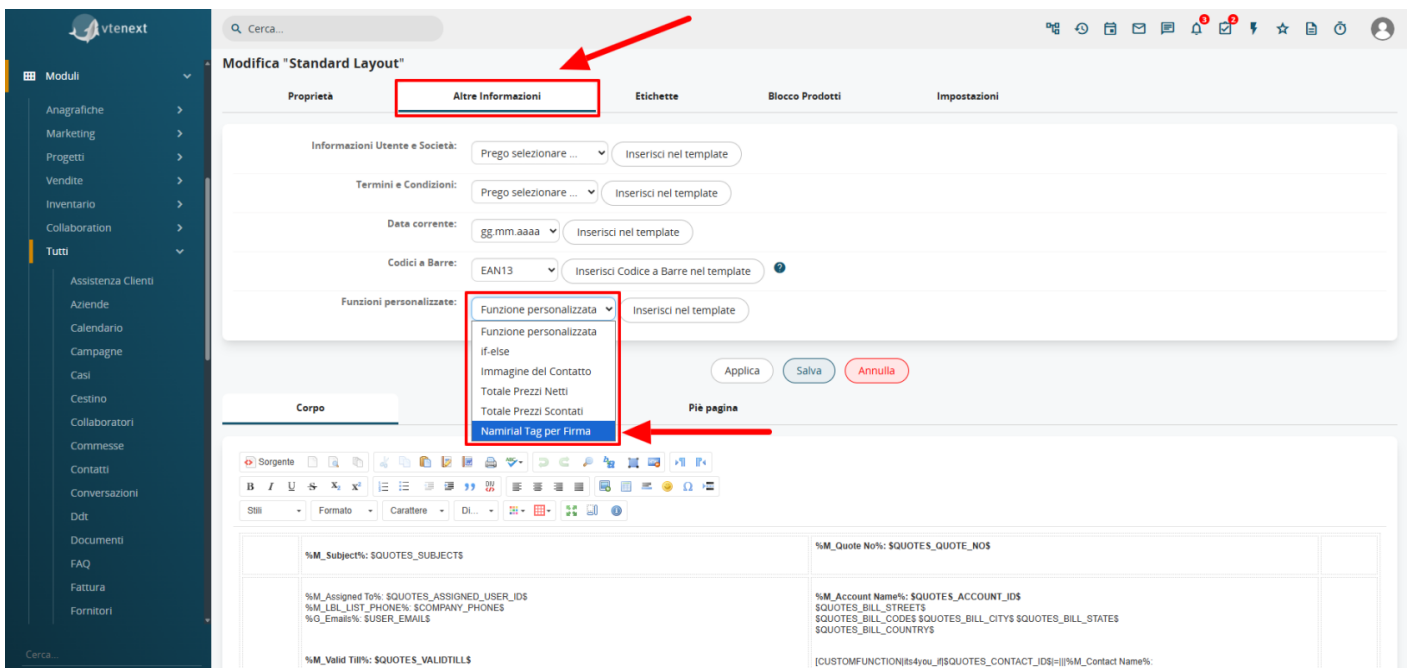 vtenext
Cerca...
3
2
Moduli
Anagrafiche
Marketing
Progetti
Vendite
Inventario
Collaboration
Tutti
Assistenza Clienti
Aziende
Calendario
Campagne
Casi
Cestino
Collaboratori
Commesse
Contatti
Conversazioni
Ddt
Documenti
FAQ
Fattura
Fornitori
Cerca...
Modifica "Standard Layout"
Proprietà Altre Informazioni Etichette Blocco Prodotti Impostazioni
Informazioni Utente e Società: Prego selezionare ... Inserisci nel template
Termini e Condizioni: Prego selezionare ... Inserisci nel template
Data corrente: gg.mm.aaaa Inserisci nel template
Codici a Barre: EAN13 Inserisci Codice a Barre nel template ?
Funzioni personalizzate: Funzione personalizzata Inserisci nel template
Funzione personalizzata
if-else
Immagine del Contatto
Totale Prezzi Netti
Totale Prezzi Scontati
Namirial Tag per Firma
Applica Salva Annulla
Corpo Piè pagina
Sorgente
B I U S X₂ X² DIV Ω
Stili Formato Carattere Di...
%M_Subject%: $QUOTES_SUBJECT$
%M_Quote No%: $QUOTES_QUOTE_NO$
%M_Assigned To%: $QUOTES_ASSIGNED_USER_ID$
%M_LBL_LIST_PHONE%: $COMPANY_PHONE$
%G_Emails%: $USER_EMAIL$
%M_Valid Till%: $QUOTES_VALIDTILL$
%M_Account Name%: $QUOTES_ACCOUNT_ID$
$QUOTES_BILL_STREET$
$QUOTES_BILL_CODE$ $QUOTES_BILL_CITY$ $QUOTES_BILL_STATE$
$QUOTES_BILL_COUNTRY$
[CUSTOMFUNCTION|its4you_if|$QUOTES_CONTACT_ID$|=|||%M_Contact Name%: